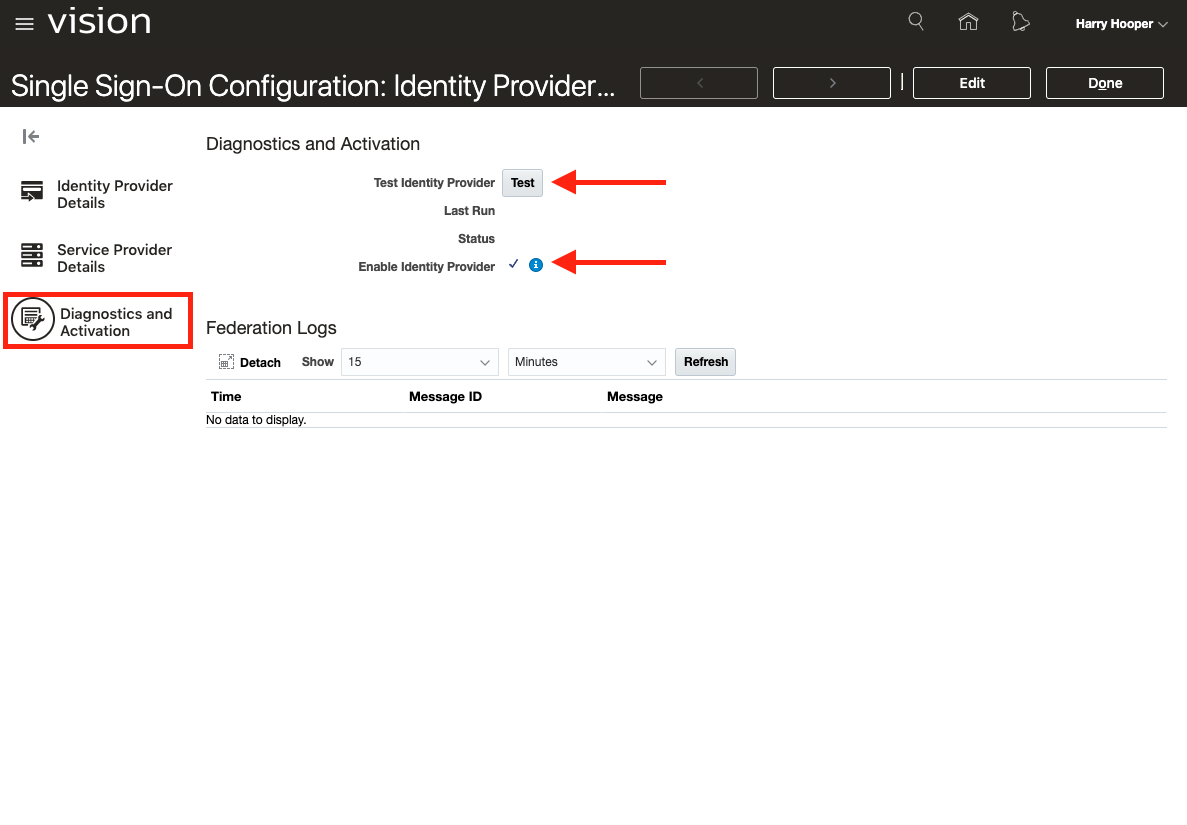 vision
Harry Hooper
Single Sign-On Configuration: Identity Provider...
Edit
Done
Diagnostics and Activation
Identity Provider
Details
Service Provider
Details
Diagnostics and
Activation
Test Identity Provider Test
Last Run
Status
Enable Identity Provider
Federation Logs
Detach Show 15 Minutes Refresh
Time Message ID Message
No data to display.